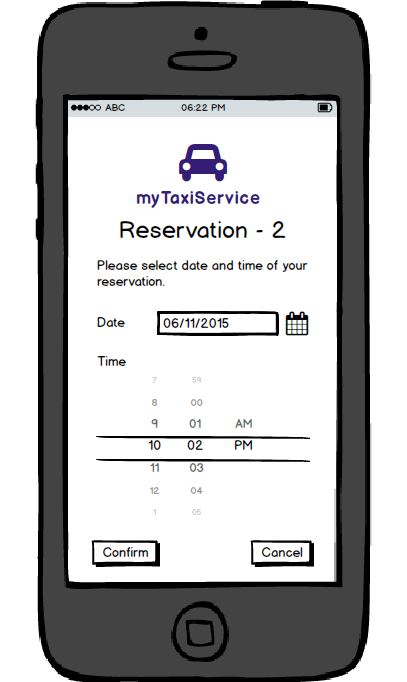 ABC 06:22 PM
myTaxiService
Reservation - 2
Please select date and time of your
reservation.
Date 06/11/2015
Time
7 59
8 00
9 01 AM
10 02 PM
11 03
12 04
1 05
Confirm Cancel